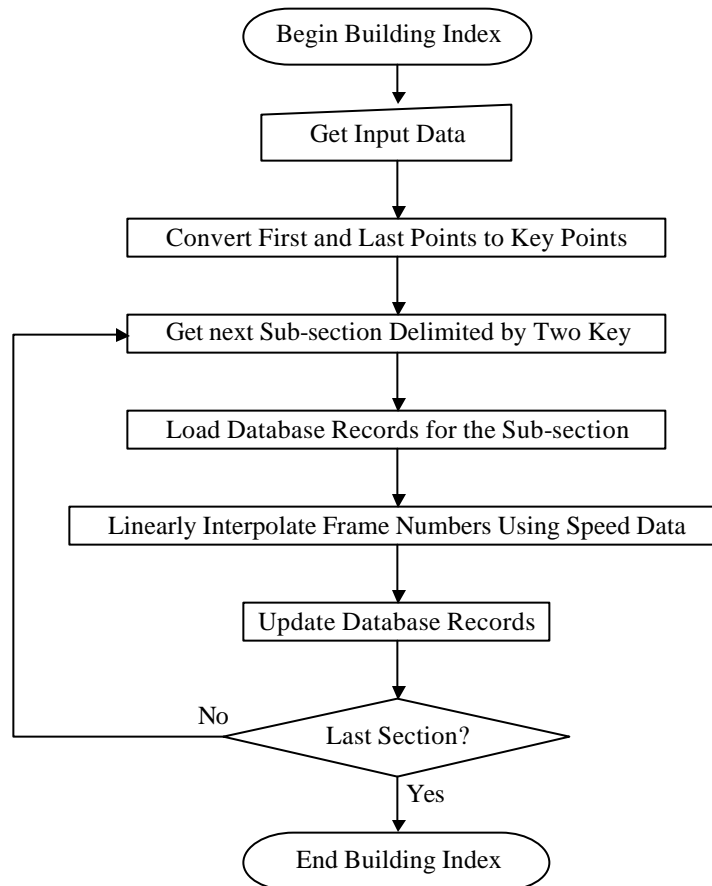 Begin Building Index
Get Input Data
Convert First and Last Points to Key Points
Get next Sub-section Delimited by Two Key
Load Database Records for the Sub-section
Linearly Interpolate Frame Numbers Using Speed Data
Update Database Records
No
Last Section?
Yes
End Building Index